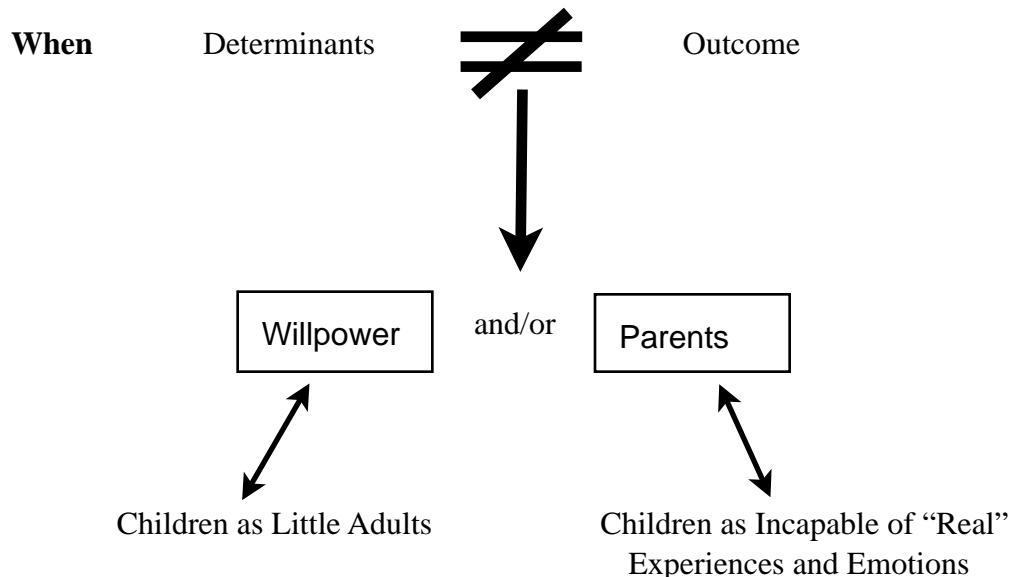 When Determinants ≠ Outcome
Willpower and/or Parents
Children as Little Adults
Children as Incapable of “Real”
Experiences and Emotions